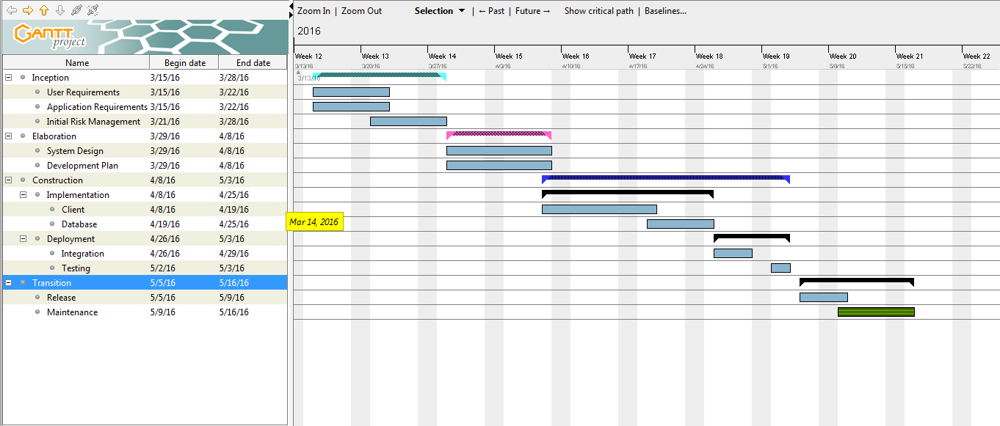 Zoom In | Zoom Out Selection | ← Past | Future → Show critical path | Baselines...
GANTT
project
2016
Week 12 Week 13 Week 14 Week 15 Week 16 Week 17 Week 18 Week 19 Week 20 Week 21 Week 22
3/13/16 3/20/16 3/27/16 4/3/16 4/10/16 4/17/16 4/24/16 5/1/16 5/8/16 5/15/16 5/22/16
Name Begin date End date
Inception 3/15/16 3/28/16 3/13/16
User Requirements 3/15/16 3/22/16
Application Requirements 3/15/16 3/22/16
Initial Risk Management 3/21/16 3/28/16
Elaboration 3/29/16 4/8/16
System Design 3/29/16 4/8/16
Development Plan 3/29/16 4/8/16
Construction 4/8/16 5/3/16
Implementation 4/8/16 4/25/16
Client 4/8/16 4/19/16
Database 4/19/16 4/25/16
Mar 14, 2016
Deployment 4/26/16 5/3/16
Integration 4/26/16 4/29/16
Testing 5/2/16 5/3/16
Transition 5/5/16 5/16/16
Release 5/5/16 5/9/16
Maintenance 5/9/16 5/16/16